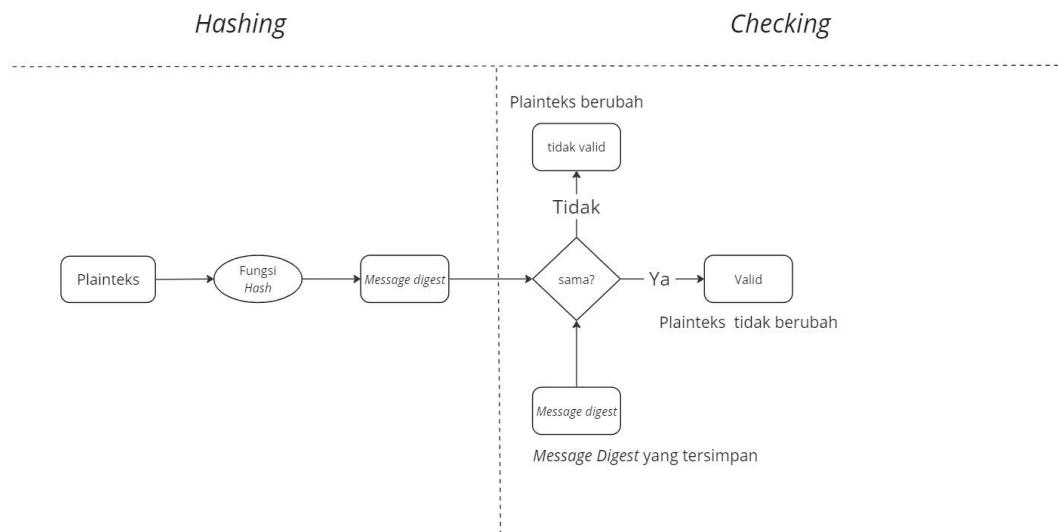 Hashing
Checking
Plainteks berubah
tidak valid
Tidak
Plainteks
Fungsi
Hash
Message digest
sama?
Ya
Valid
Plainteks tidak berubah
Message digest
Message Digest yang tersimpan